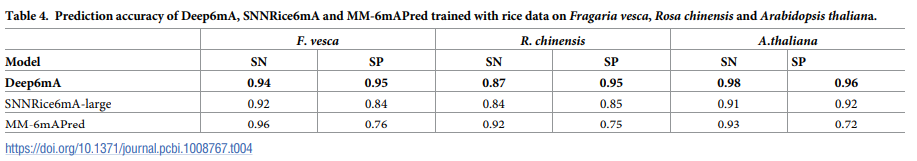 Table 4. Prediction accuracy of Deep6mA, SNNRice6mA and MM-6mAPred trained with rice data on Fragaria vesca, Rosa chinensis and Arabidopsis thaliana.
F. vesca R. chinensis A.thaliana
Model SN SP SN SP SN SP
Deep6mA 0.94 0.95 0.87 0.95 0.98 0.96
SNNRice6mA-large 0.92 0.84 0.84 0.85 0.91 0.92
MM-6mAPred 0.96 0.76 0.92 0.75 0.93 0.72
https://doi.org/10.1371/journal.pcbi.1008767.t004